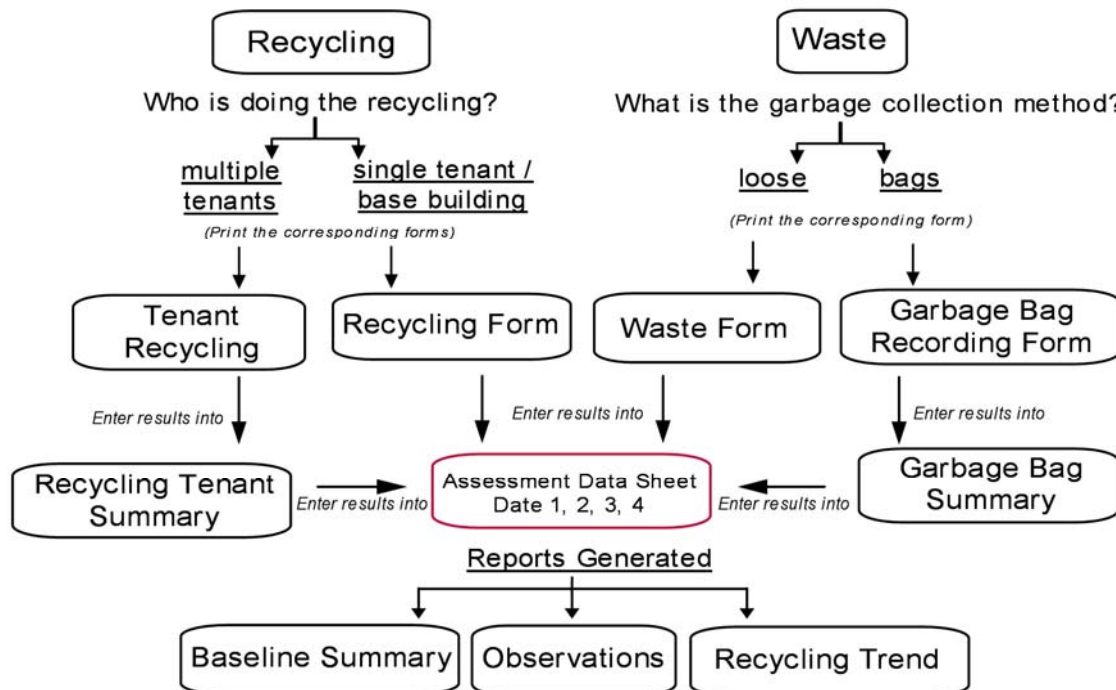 Recycling
Waste
Who is doing the recycling?
What is the garbage collection method?
multiple
tenants
single tenant /
base building
loose
bags
(Print the corresponding forms)
(Print the corresponding form)
Tenant
Recycling
Recycling Form
Waste Form
Garbage Bag
Recording Form
Enter results into
Enter results into
Enter results into
Recycling Tenant
Summary
Enter results into
Assessment Data Sheet
Date 1, 2, 3, 4
Enter results into
Garbage Bag
Summary
Reports Generated
Baseline Summary
Observations
Recycling Trend